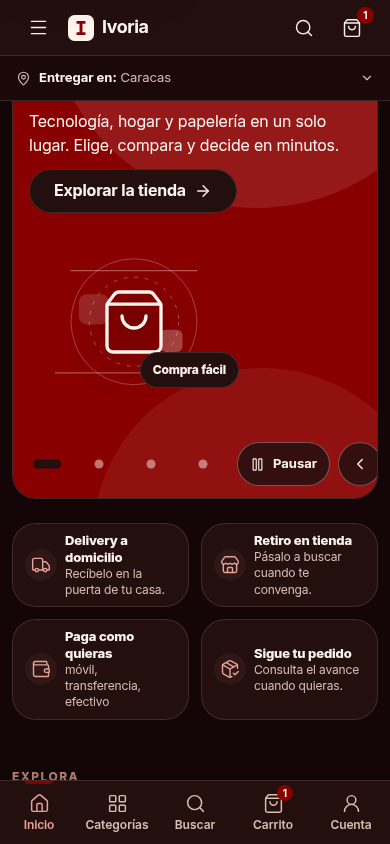 I Ivoria
1
Entregar en: Caracas
Tecnología, hogar y papelería en un solo
lugar. Elige, compara y decide en minutos.
Explorar la tienda
Compra fácil
Pausar
Delivery a
domicilio
Recíbelo en la
puerta de tu casa.
Retiro en tienda
Pásalo a buscar
cuando te
convenga.
Paga como
quieras
móvil,
transferencia,
efectivo
Sigue tu pedido
Consulta el avance
cuando quieras.
EXPLORA
1
Inicio
Categorías
Buscar
Carrito
Cuenta